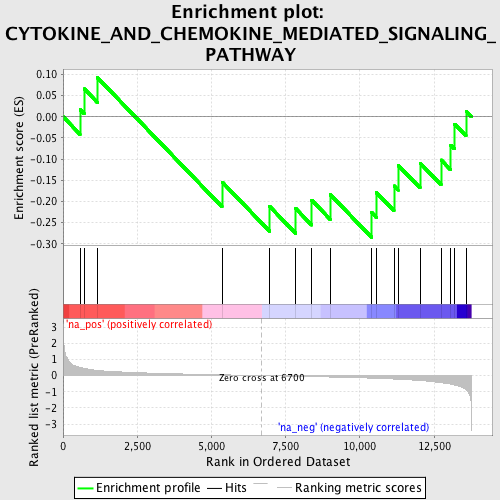 Enrichment plot:
CYTOKINE_AND_CHEMOKINE_MEDIATED_SIGNALING_
PATHWAY
Enrichment score (ES)
0.10
0.05
0.00
-0.05
-0.10
-0.15
-0.20
-0.25
-0.30
'na_pos' (positively correlated)
Ranked list metric (PreRanked)
3
2
1
0
-1
-2
-3
Zero cross at 6700
'na_neg' (negatively correlated)
0
2,500
5,000
7,500
10,000
12,500
Rank in Ordered Dataset
Enrichment profile
Hits
Ranking metric scores